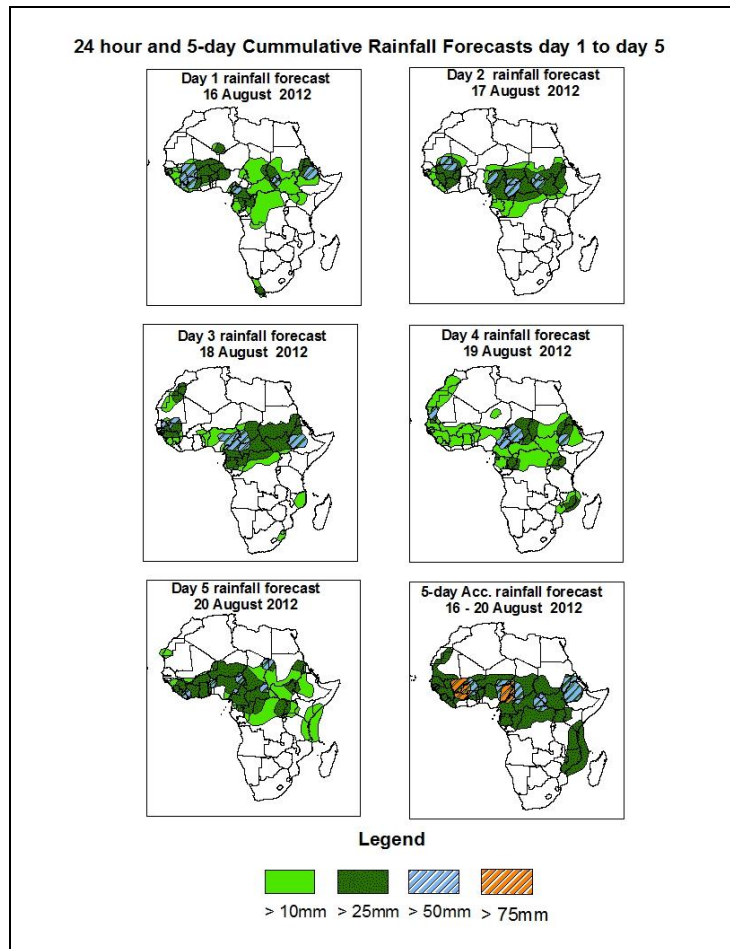 24 hour and 5-day Cummulative Rainfall Forecasts day 1 to day 5
Day 1 rainfall forecast
16 August 2012
Day 2 rainfall forecast
17 August 2012
Day 3 rainfall forecast
18 August 2012
Day 4 rainfall forecast
19 August 2012
Day 5 rainfall forecast
20 August 2012
5-day Acc. rainfall forecast
16 - 20 August 2012
Legend
> 10mm > 25mm > 50mm > 75mm